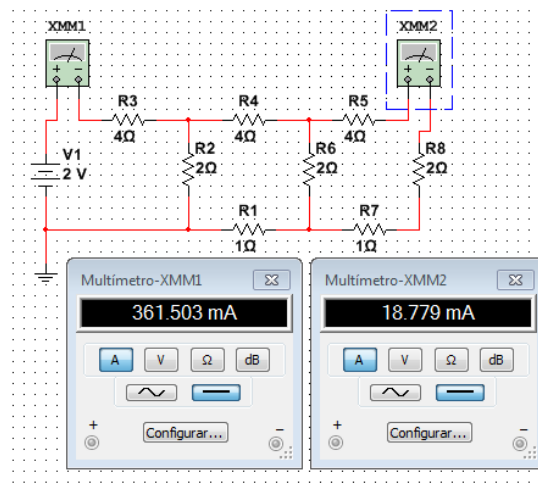 XMM1
XMM2
R3
4Ω
R4
4Ω
R5
4Ω
V1
2 V
R2
2Ω
R6
2Ω
R8
2Ω
R1
1Ω
R7
1Ω
Multímetro-XMM1
361.503 mA
A V Ω dB
+ Configurar... −
Multímetro-XMM2
18.779 mA
A V Ω dB
+ Configurar... −